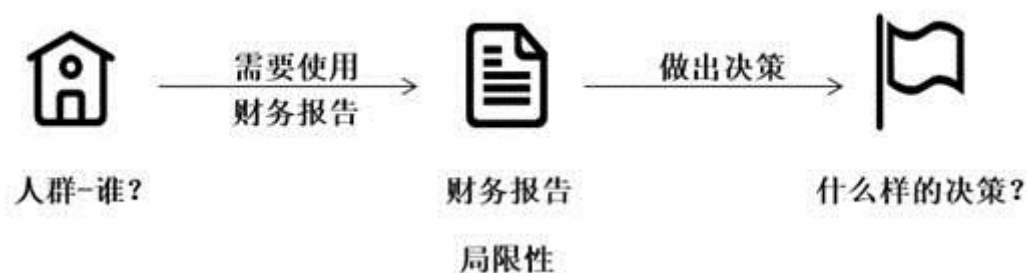 需要使用
财务报告
做出决策
人群-谁?
财务报告
什么样的决策?
局限性